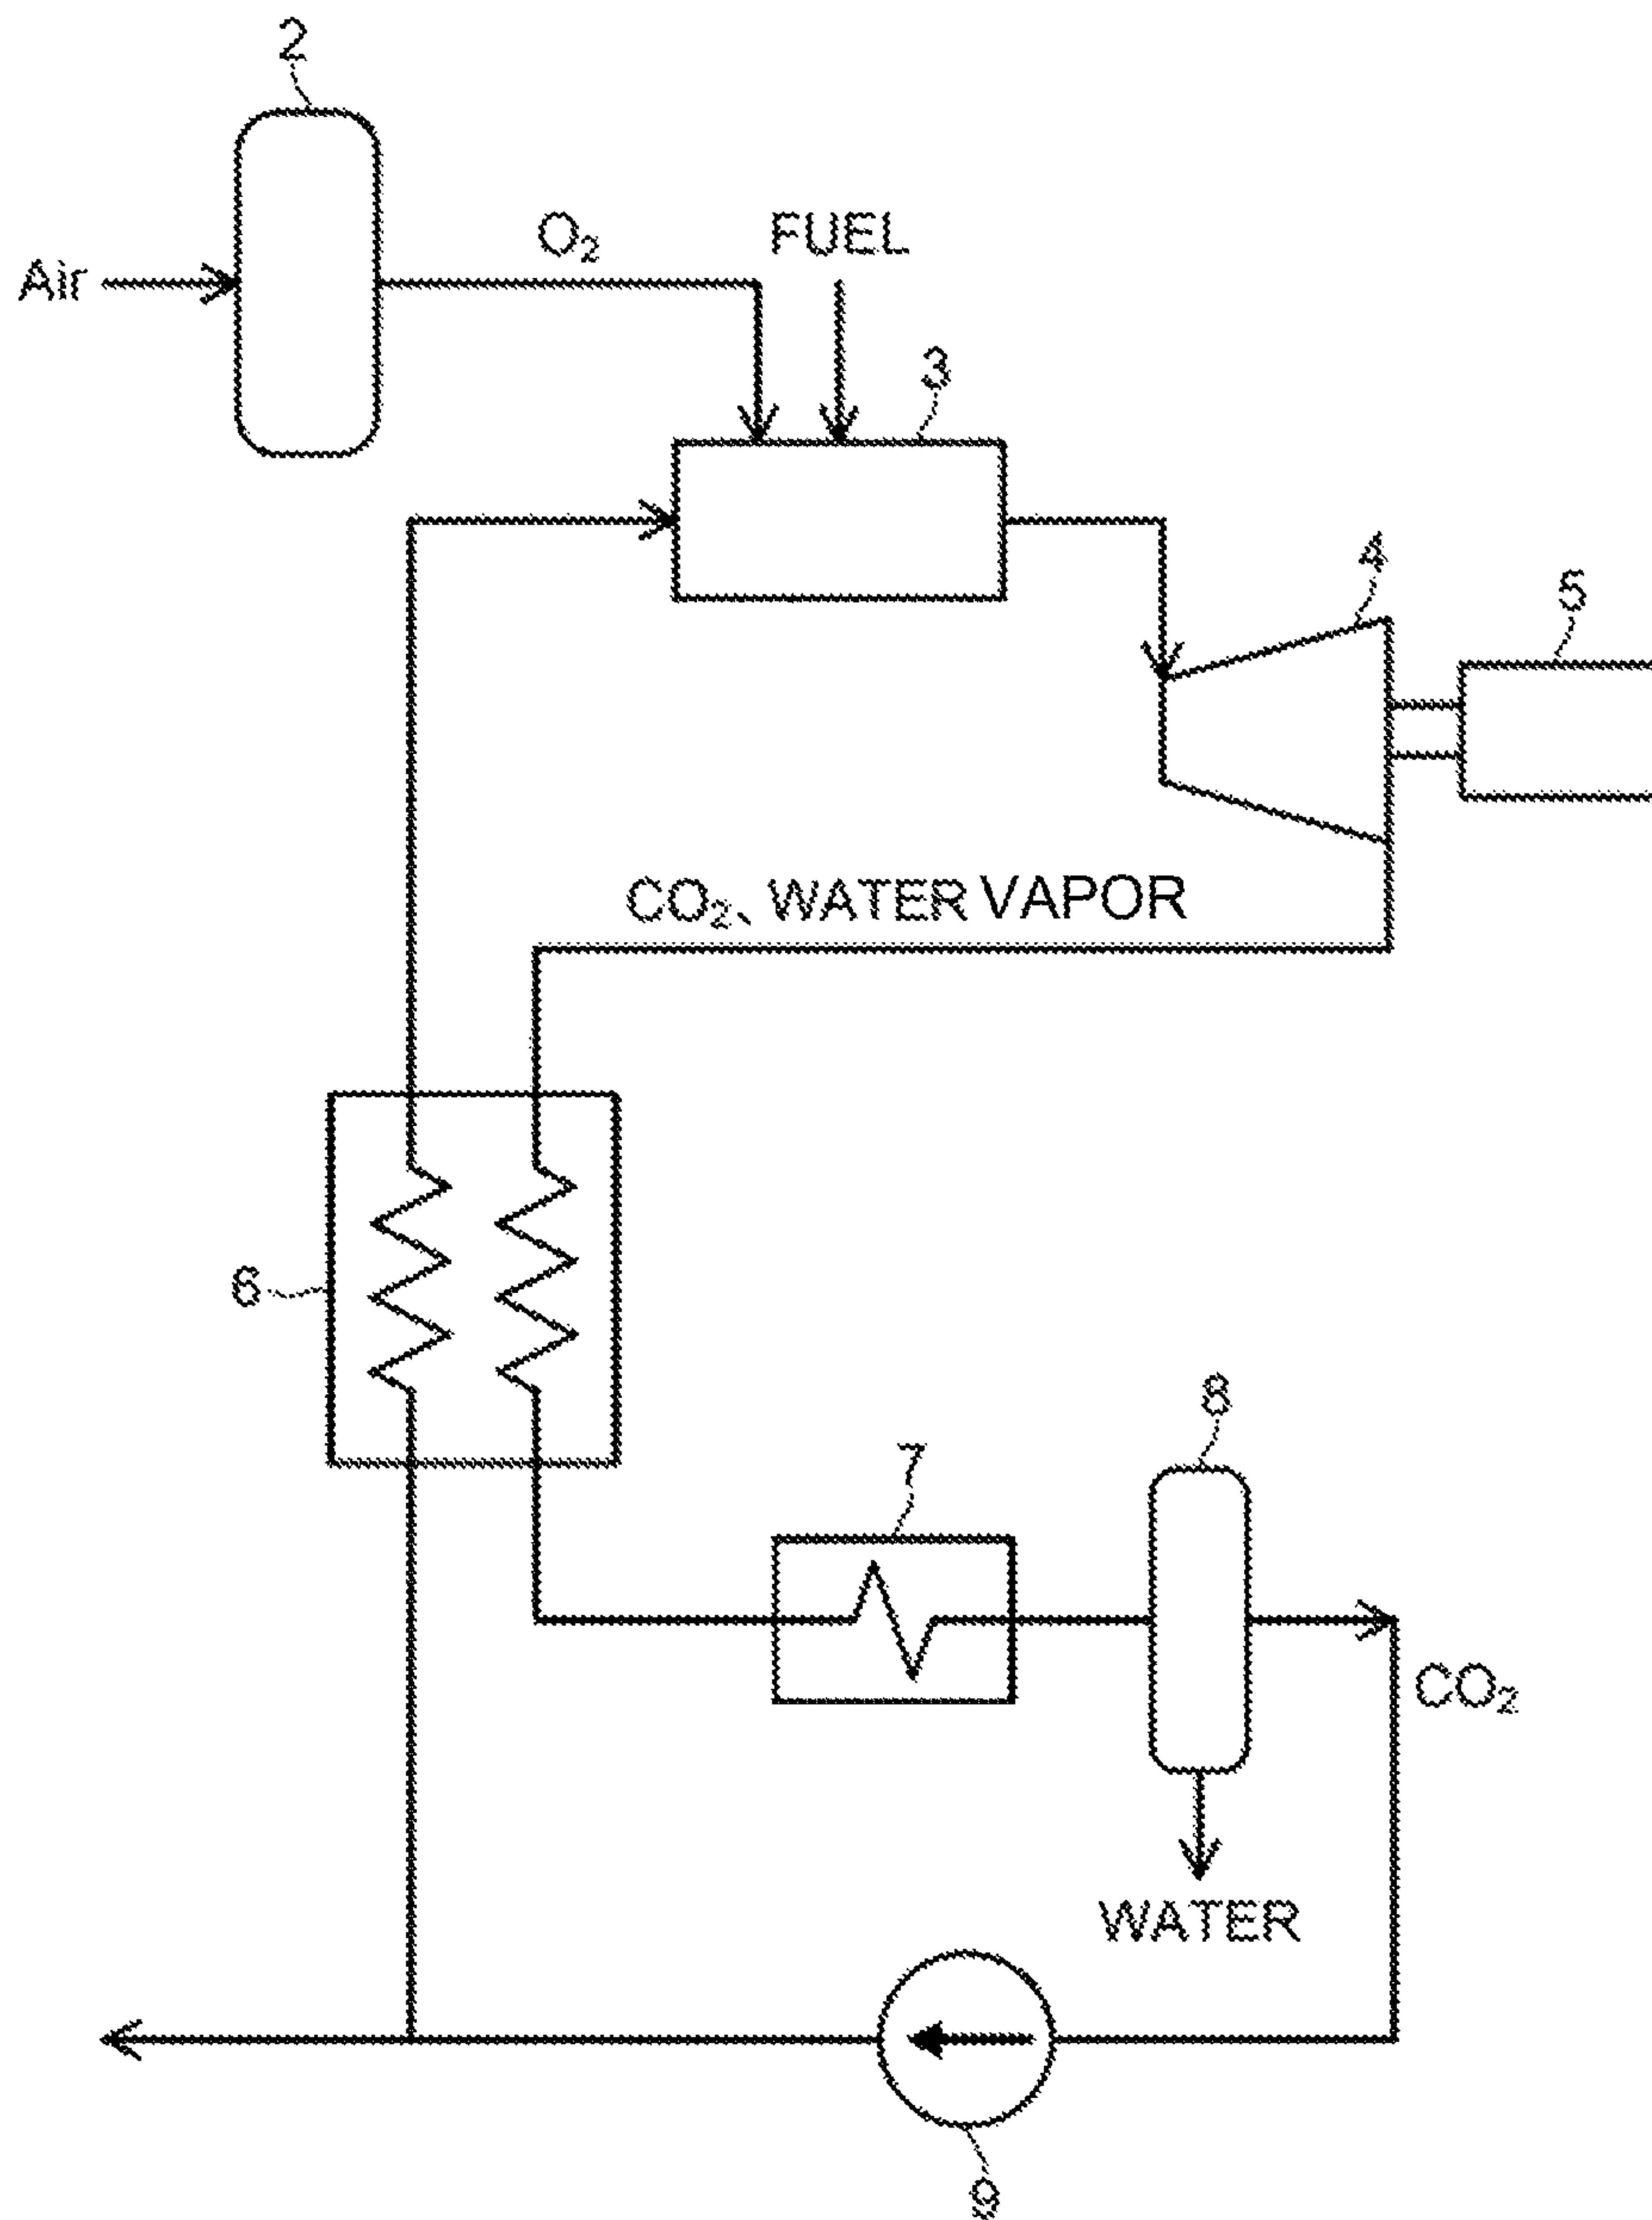 2
O₂
FUEL
Air
3
4
5
CO₂、WATER VAPOR
6
8
7
CO₂
WATER
9